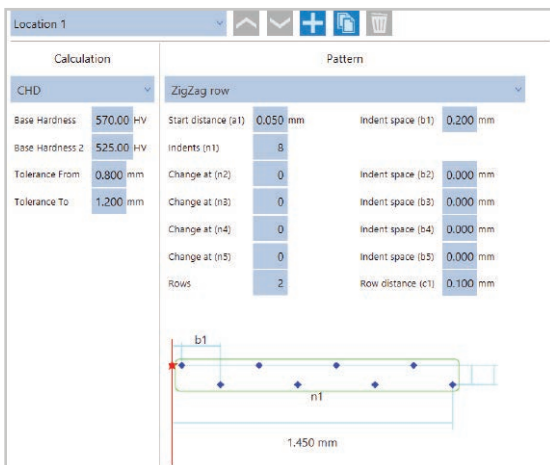 Location 1
Calculation
Pattern
CHD
ZigZag row
Base Hardness 570.00 HV
Start distance (a1) 0.050 mm
Indent space (b1) 0.200 mm
Base Hardness 2 525.00 HV
Indents (n1) 8
Tolerance From 0.800 mm
Change at (n2) 0
Indent space (b2) 0.000 mm
Tolerance To 1.200 mm
Change at (n3) 0
Indent space (b3) 0.000 mm
Change at (n4) 0
Indent space (b4) 0.000 mm
Change at (n5) 0
Indent space (b5) 0.000 mm
Rows 2
Row distance (c1) 0.100 mm
b1
n1
1.450 mm